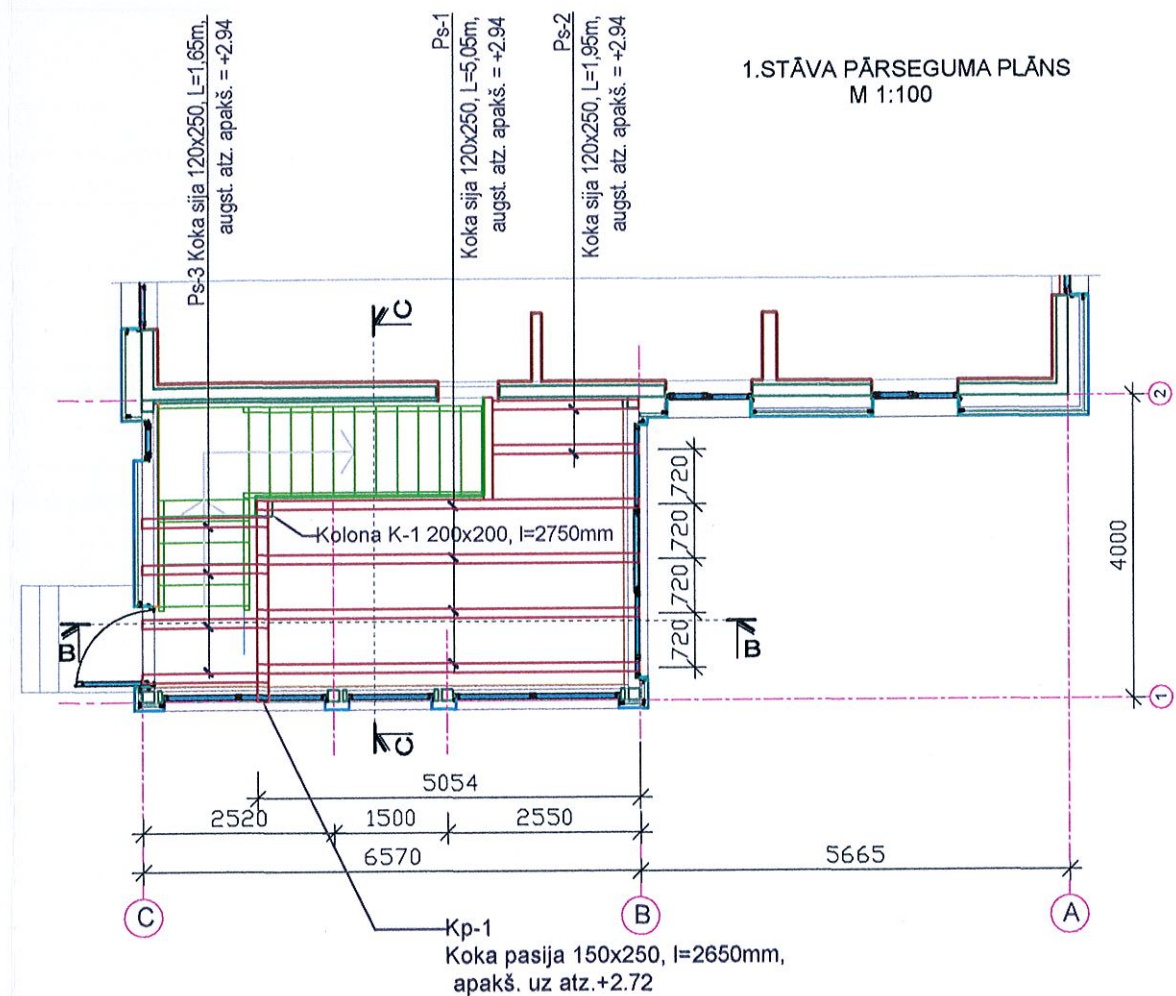 Ps-3 Koka sija 120x250, L=1,65m,
augst. atz. apakš. = +2.94
Ps-1
Koka sija 120x250, L=5,05m,
augst. atz. apakš. = +2.94
Ps-2
Koka sija 120x250, L=1,95m,
augst. atz. apakš. = +2.94
1.STĀVA PĀRSEGUMA PLĀNS
M 1:100
C
2
Kolona K-1 200x200, l=2750mm
720
720
720
720
4000
B
B
1
C
5054
2520
1500
2550
6570
5665
C
B
A
Kp-1
Koka pasija 150x250, l=2650mm,
apakš. uz atz.+2.72